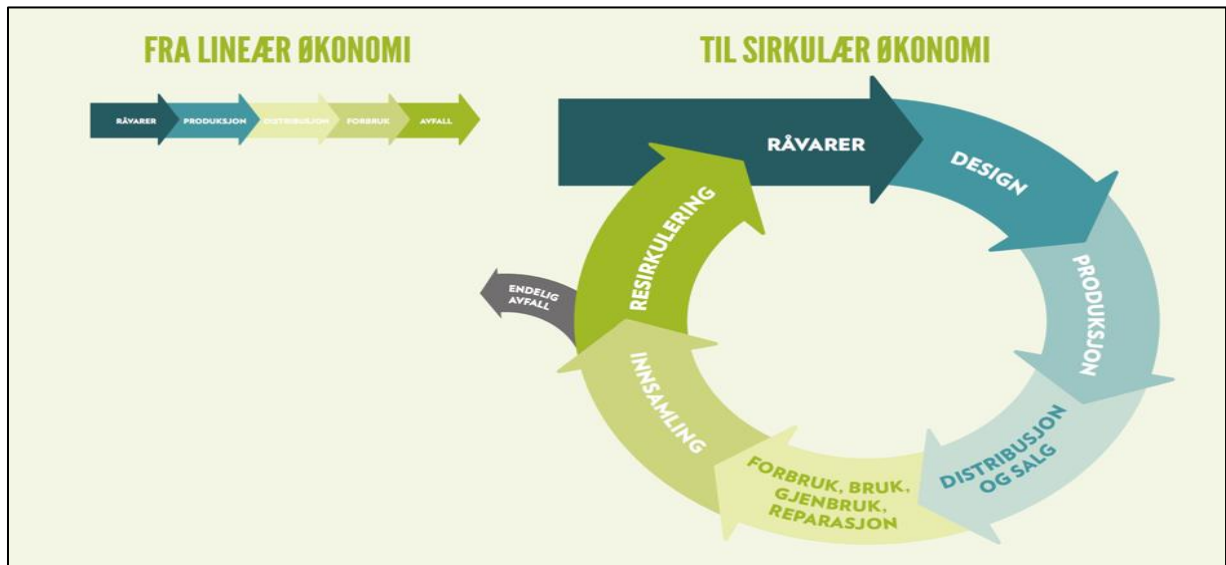 FRA LINEÆR ØKONOMI
RÅVARER
PRODUKSJON
DISTRIBUSJON
FORBRUK
AVFALL
TIL SIRKULÆR ØKONOMI
RÅVARER
DESIGN
PRODUKSJON
DISTRIBUSJON
OG SALG
FORBRUK, BRUK,
GJENBRUK,
REPARASJON
INNSAMLING
RESIRKULERING
ENDELIG
AVFALL